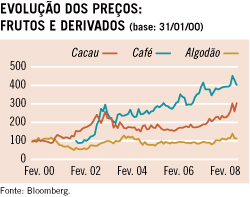 EVOLUÇÃO DOS PREÇOS:
FRUTOS E DERIVADOS (base: 31/01/00)
Cacau Café Algodão
500
400
300
200
100
0
Fev. 00 Fev. 02 Fev. 04 Fev. 06 Fev. 08
Fonte: Bloomberg.